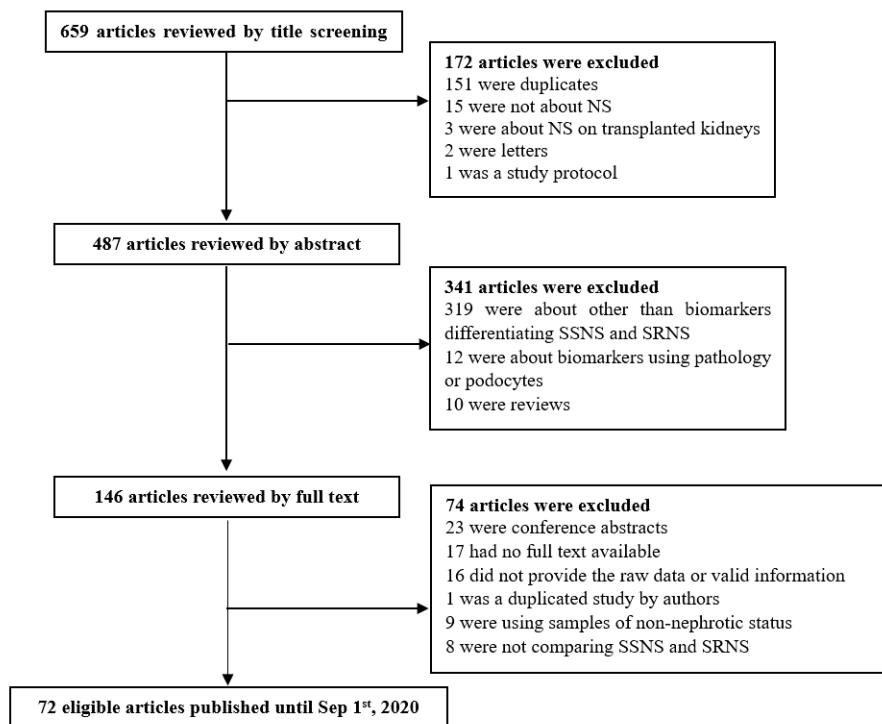 659 articles reviewed by title screening
172 articles were excluded
151 were duplicates
15 were not about NS
3 were about NS on transplanted kidneys
2 were letters
1 was a study protocol
487 articles reviewed by abstract
341 articles were excluded
319 were about other than biomarkers
differentiating SSNS and SRNS
12 were about biomarkers using pathology
or podocytes
10 were reviews
146 articles reviewed by full text
74 articles were excluded
23 were conference abstracts
17 had no full text available
16 did not provide the raw data or valid information
1 was a duplicated study by authors
9 were using samples of non-nephrotic status
8 were not comparing SSNS and SRNS
72 eligible articles published until Sep 1st, 2020